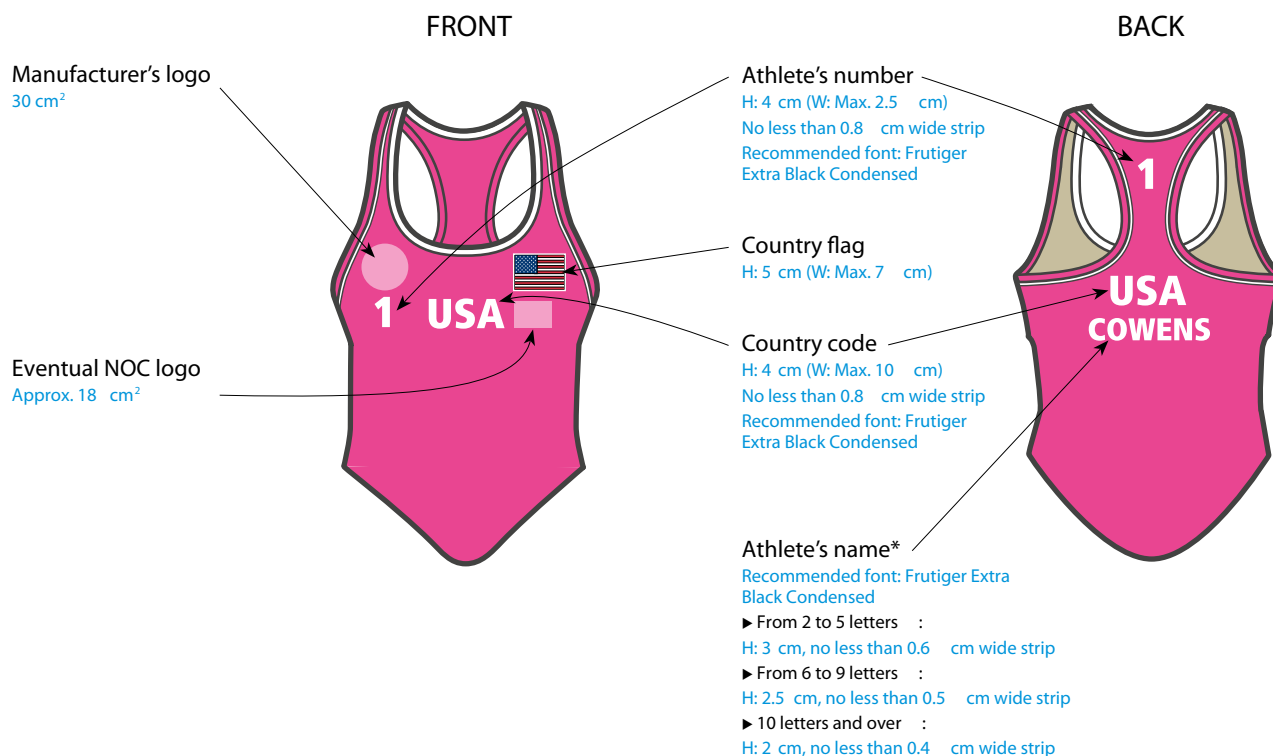 FRONT
BACK
Manufacturer’s logo
30 cm²
Athlete’s number
H: 4 cm (W: Max. 2.5 cm)
No less than 0.8 cm wide strip
Recommended font: Frutiger
Extra Black Condensed
Country flag
H: 5 cm (W: Max. 7 cm)
Country code
H: 4 cm (W: Max. 10 cm)
No less than 0.8 cm wide strip
Recommended font: Frutiger
Extra Black Condensed
Eventual NOC logo
Approx. 18 cm²
1 USA
1
USA
COWENS
Athlete’s name*
Recommended font: Frutiger Extra
Black Condensed
▶ From 2 to 5 letters :
H: 3 cm, no less than 0.6 cm wide strip
▶ From 6 to 9 letters :
H: 2.5 cm, no less than 0.5 cm wide strip
▶ 10 letters and over :
H: 2 cm, no less than 0.4 cm wide strip